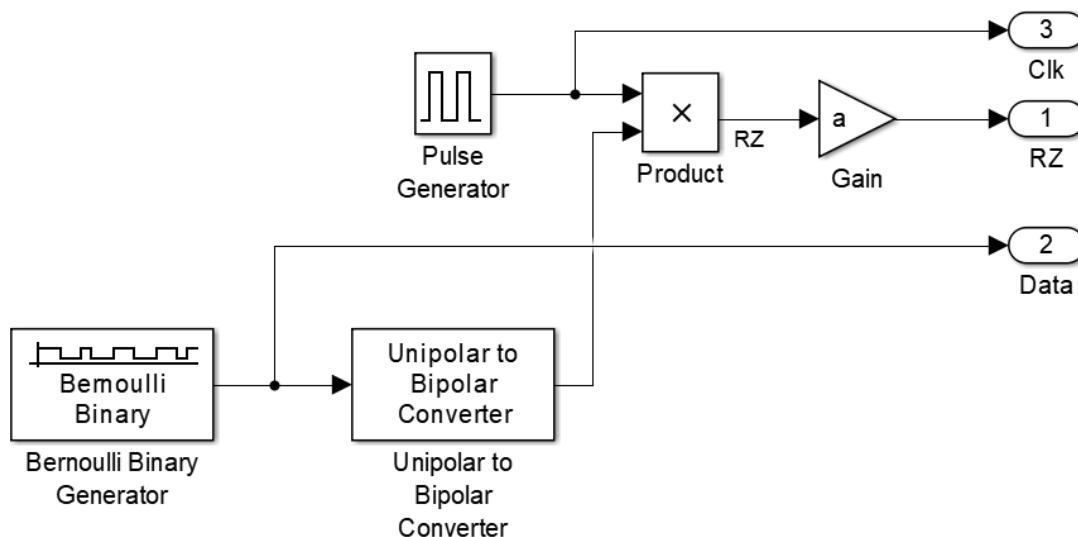 3
Clk
Pulse
Generator
×
Product
RZ
a
Gain
1
RZ
2
Data
Bernoulli
Binary
Bernoulli Binary
Generator
Unipolar to
Bipolar
Converter
Unipolar to
Bipolar
Converter